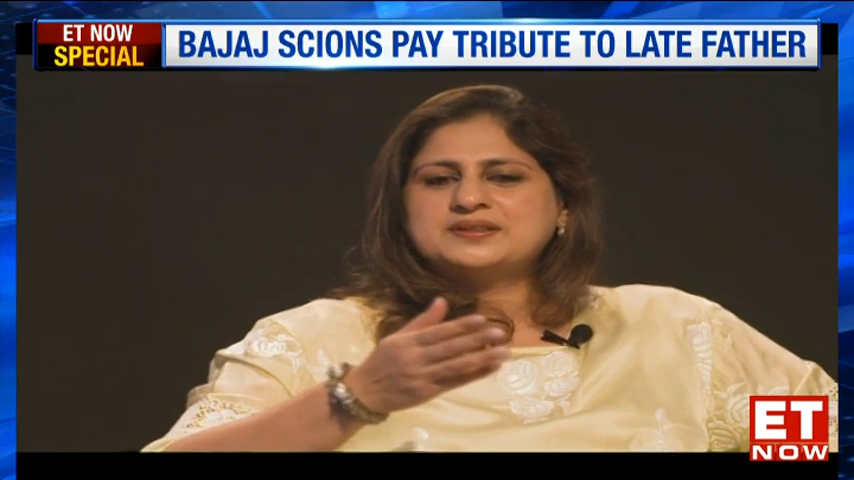 ET NOW
SPECIAL
BAJAJ SCIONS PAY TRIBUTE TO LATE FATHER
ET
NOW